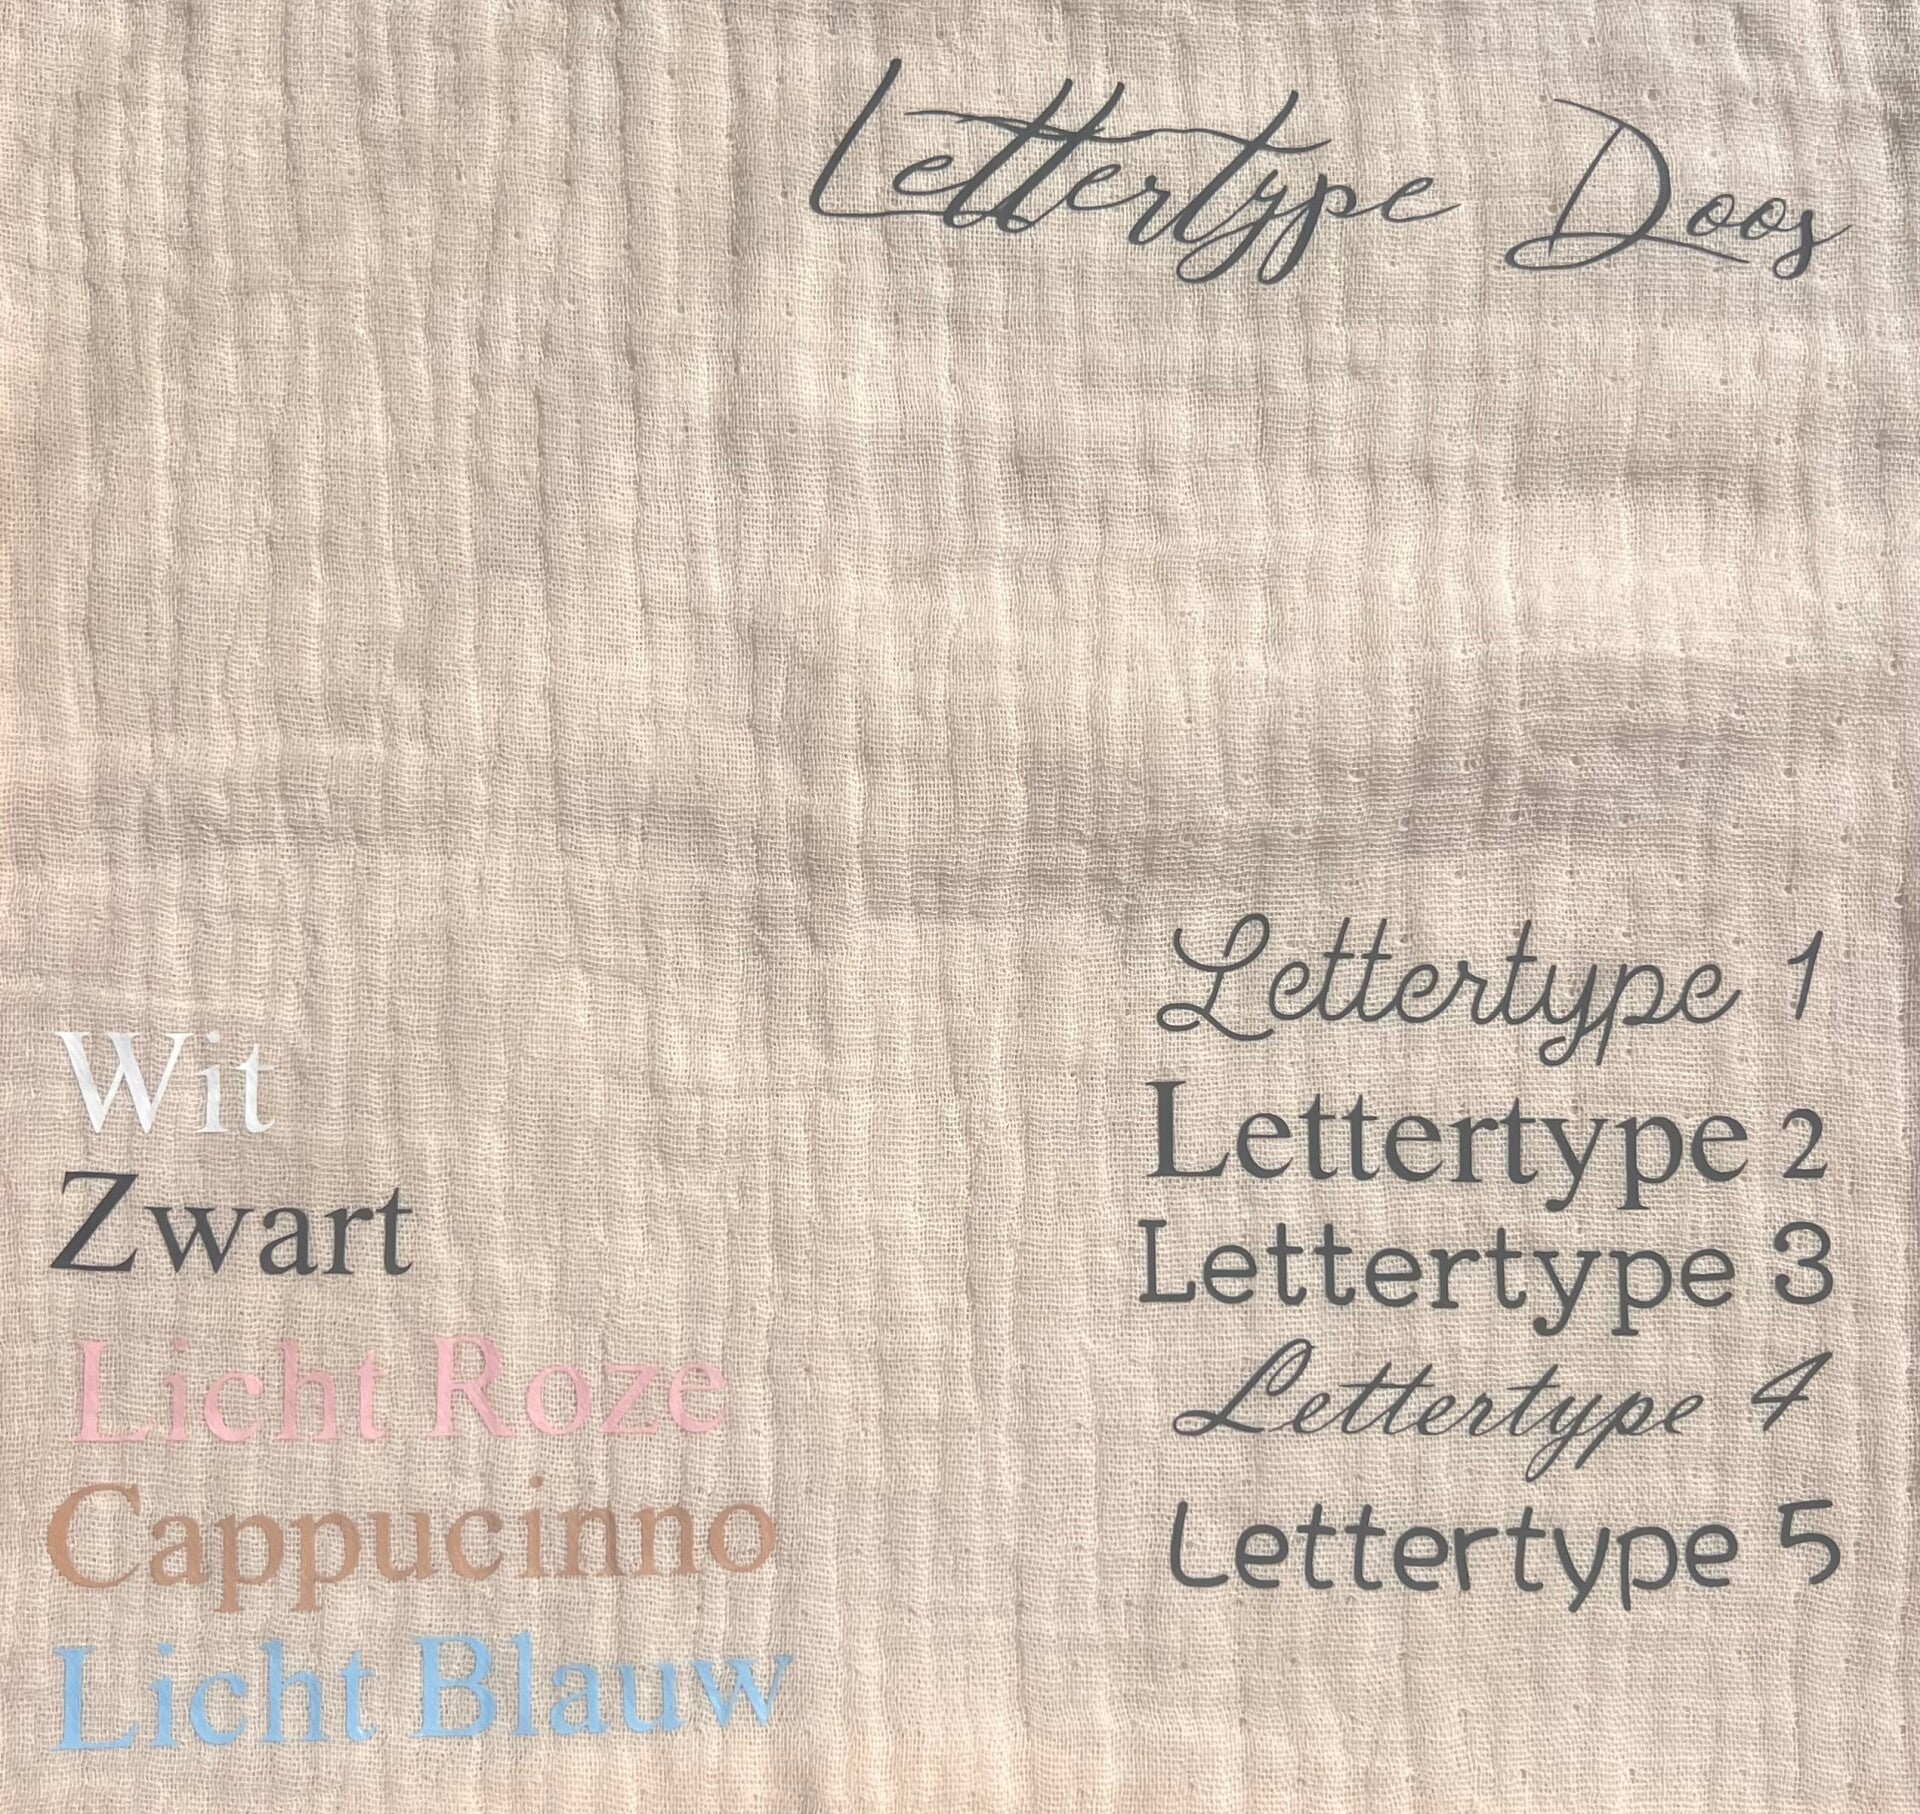 Lettertype Doos
Wit
Zwart
Licht Roze
Cappucinno
Licht Blauw
Lettertype 1
Lettertype 2
Lettertype 3
Lettertype 4
Lettertype 5